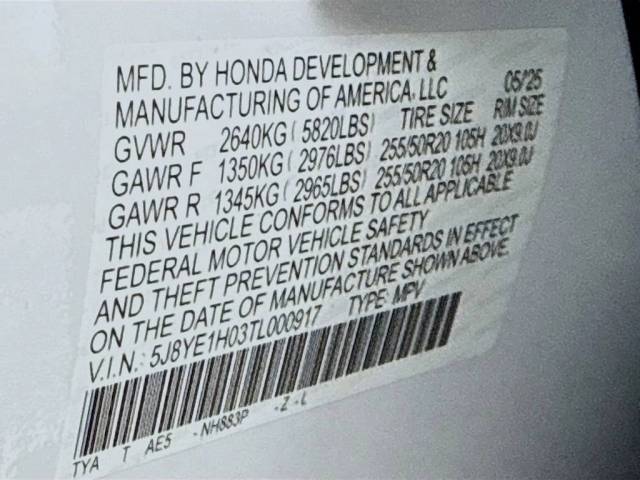 MFD. BY HONDA DEVELOPMENT &
MANUFACTURING OF AMERICA, LLC 05/25
GVWR 2640KG ( 5820LBS) TIRE SIZE RIM SIZE
GAWR F 1350KG ( 2976LBS) 255/50R20 105H 20X9.0J
GAWR R 1345KG ( 2965LBS) 255/50R20 105H 20X9.0J
THIS VEHICLE CONFORMS TO ALL APPLICABLE
FEDERAL MOTOR VEHICLE SAFETY
AND THEFT PREVENTION STANDARDS IN EFFECT
ON THE DATE OF MANUFACTURE SHOWN ABOVE.
V.I.N.: 5J8YE1H03TL000917 TYPE: MPV
TYA T AE5 -NH883P -Z-L